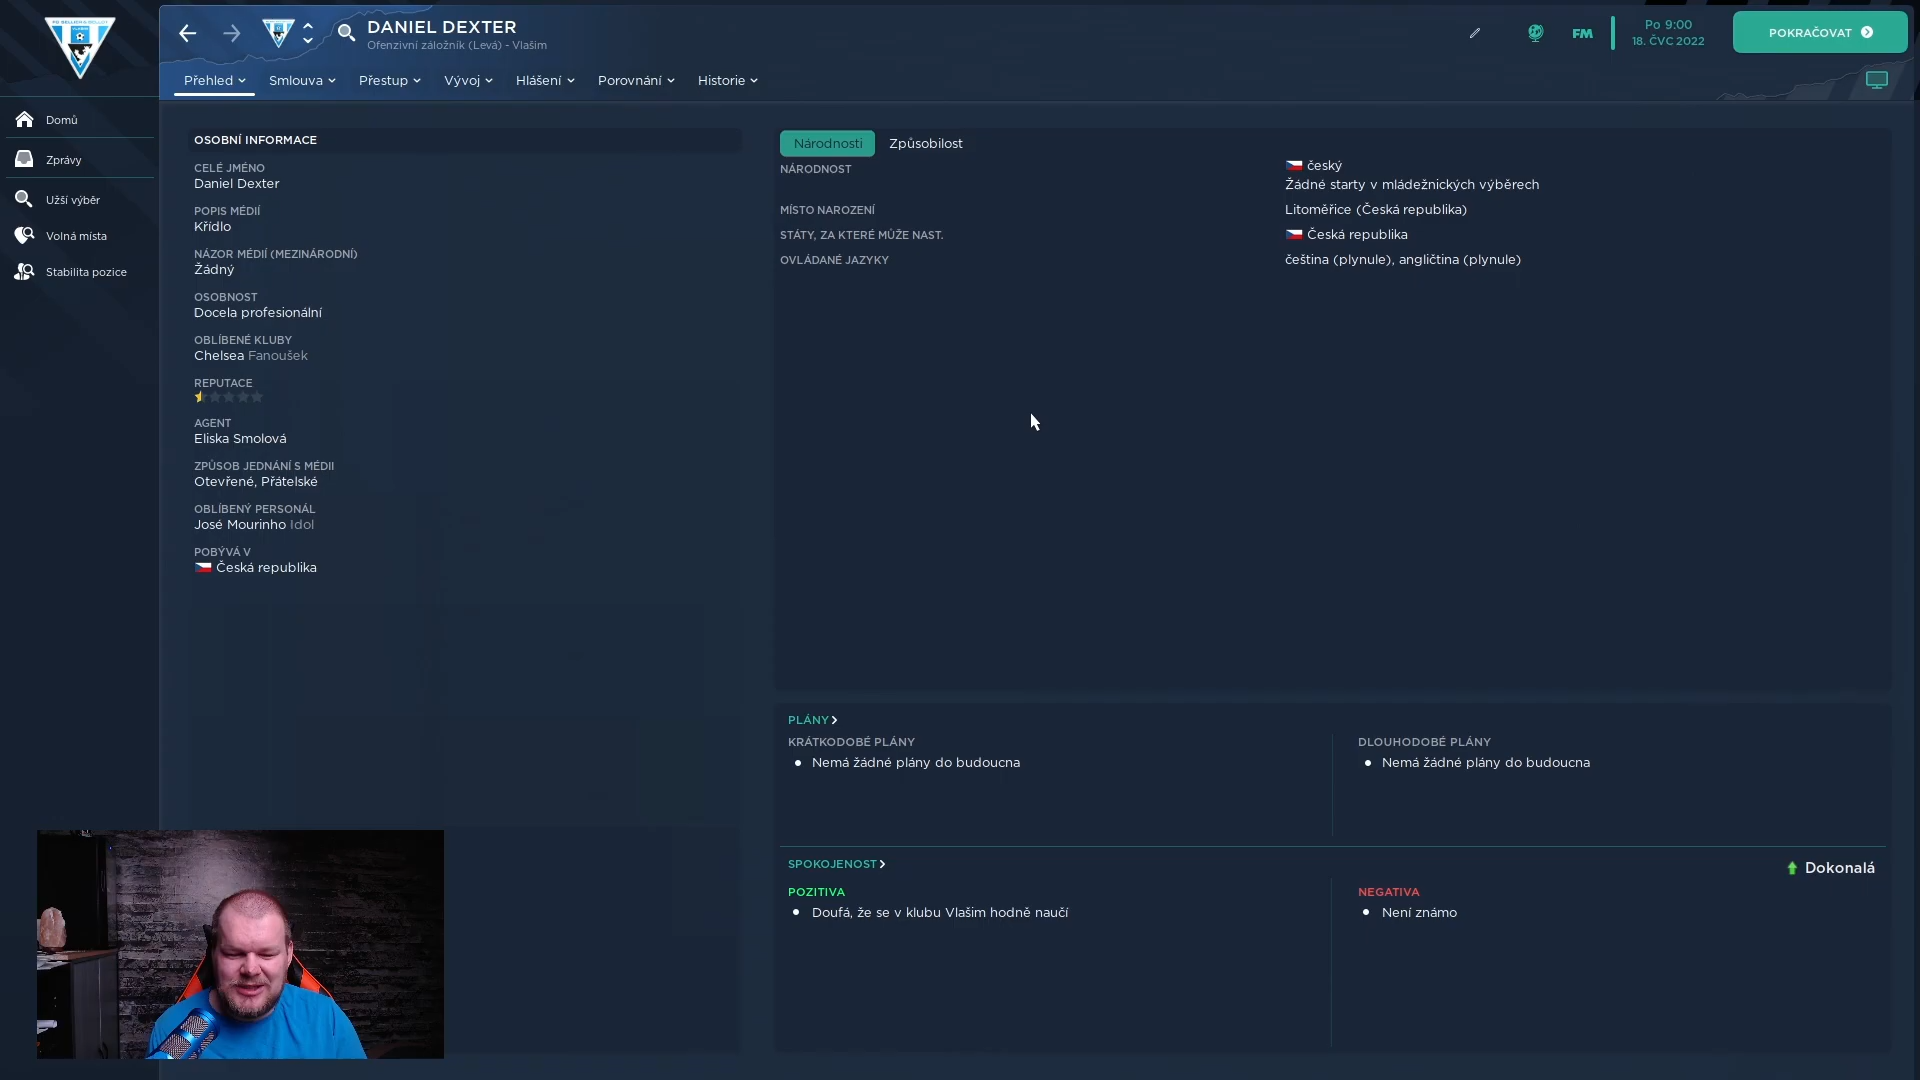 DANIEL DEXTER
Ofenzivní záložník (Levá) - Vlašim
FM
Po 9:00
18. ČVC 2022
POKRAČOVAT
Přehled
Smlouva
Přestup
Vývoj
Hlášení
Porovnání
Historie
Domů
Zprávy
Užší výběr
Volná místa
Stabilita pozice
OSOBNÍ INFORMACE
CELÉ JMÉNO
Daniel Dexter
POPIS MÉDIÍ
Křídlo
NÁZOR MÉDIÍ (MEZINÁRODNÍ)
Žádný
OSOBNOST
Docela profesionální
OBLÍBENÉ KLUBY
Chelsea Fanoušek
REPUTACE
AGENT
Eliska Smolová
ZPŮSOB JEDNÁNÍ S MÉDII
Otevřené, Přátelské
OBLÍBENÝ PERSONÁL
José Mourinho Idol
POBÝVÁ V
Česká republika
Národnosti
Způsobilost
NÁRODNOST
český
Žádné starty v mládežnických výběrech
MÍSTO NAROZENÍ
Litoměřice (Česká republika)
STÁTY, ZA KTERÉ MŮŽE NAST.
Česká republika
OVLÁDANÉ JAZYKY
čeština (plynule), angličtina (plynule)
PLÁNY
KRÁTKODOBÉ PLÁNY
Nemá žádné plány do budoucna
DLOUHODOBÉ PLÁNY
Nemá žádné plány do budoucna
SPOKOJENOST
Dokonalá
POZITIVA
Doufá, že se v klubu Vlašim hodně naučí
NEGATIVA
Není známo